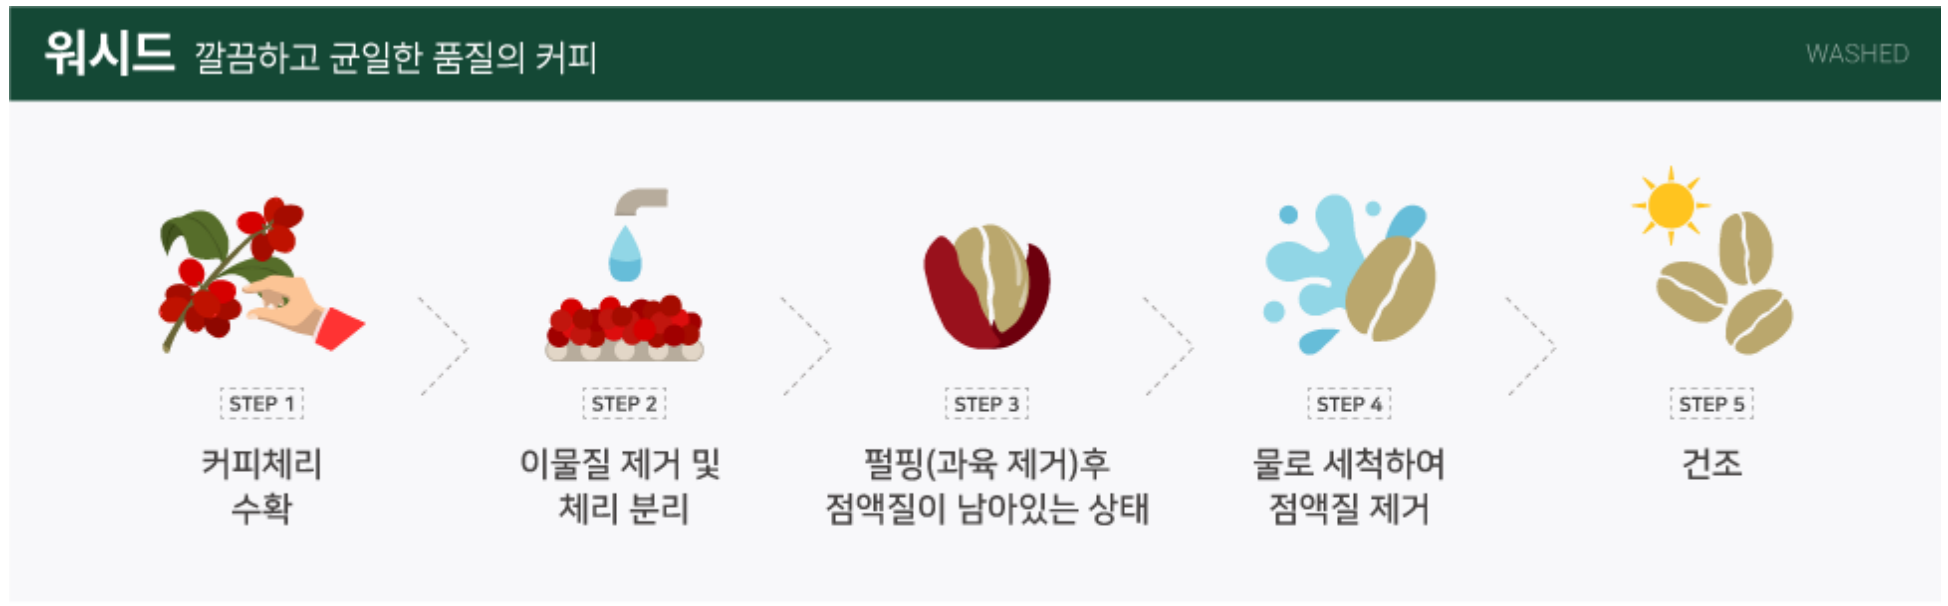 워시드 깔끔하고 균일한 품질의 커피
WASHED
STEP 1
커피체리
수확
STEP 2
이물질 제거 및
체리 분리
STEP 3
펄핑(과육 제거)후
점액질이 남아있는 상태
STEP 4
물로 세척하여
점액질 제거
STEP 5
건조